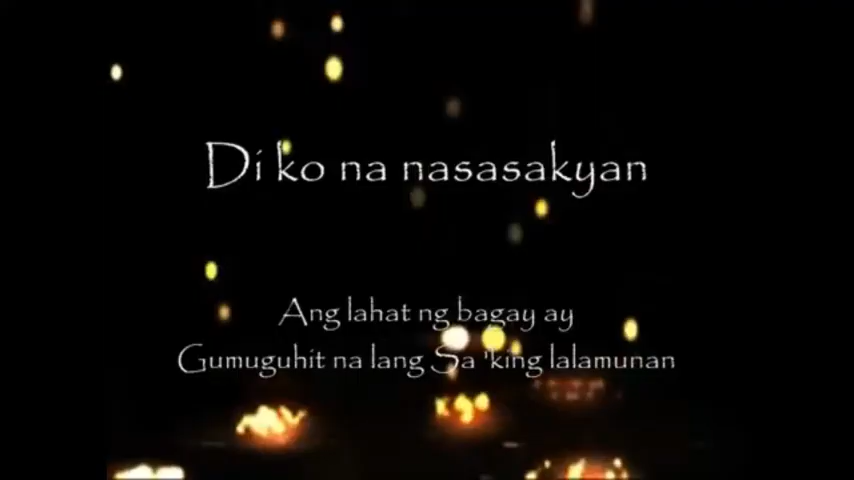 Di ko na nasasakyan
Ang lahat ng bagay ay
Gumuguhit na lang Sa 'king lalamunan